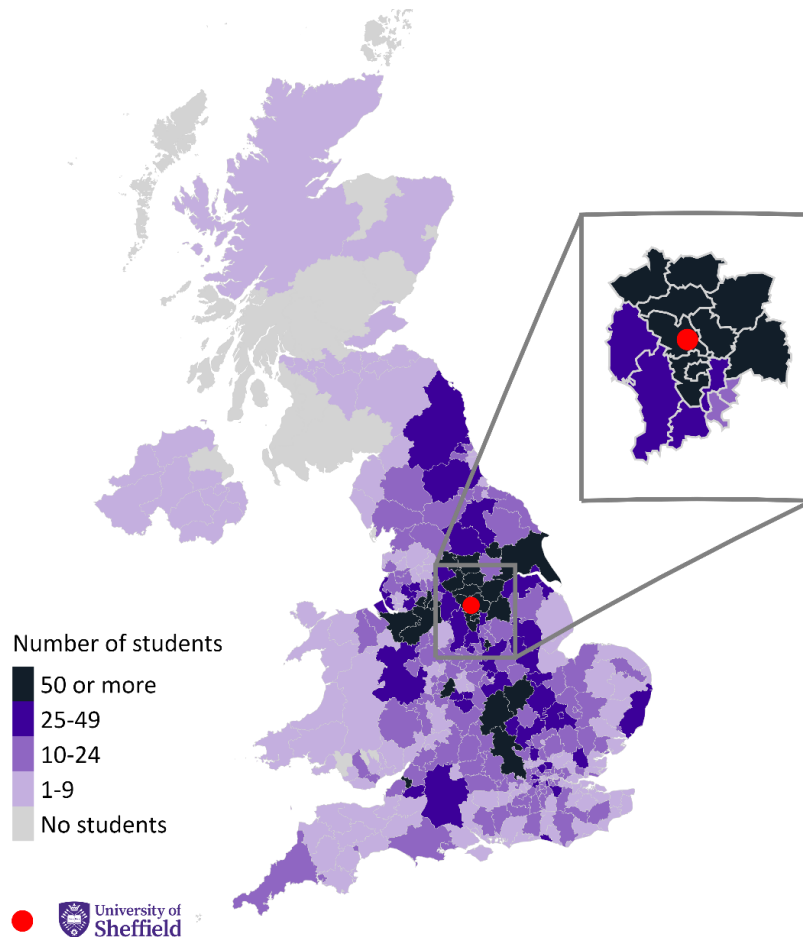 Number of students
50 or more
25-49
10-24
1-9
No students
University of
Sheffield